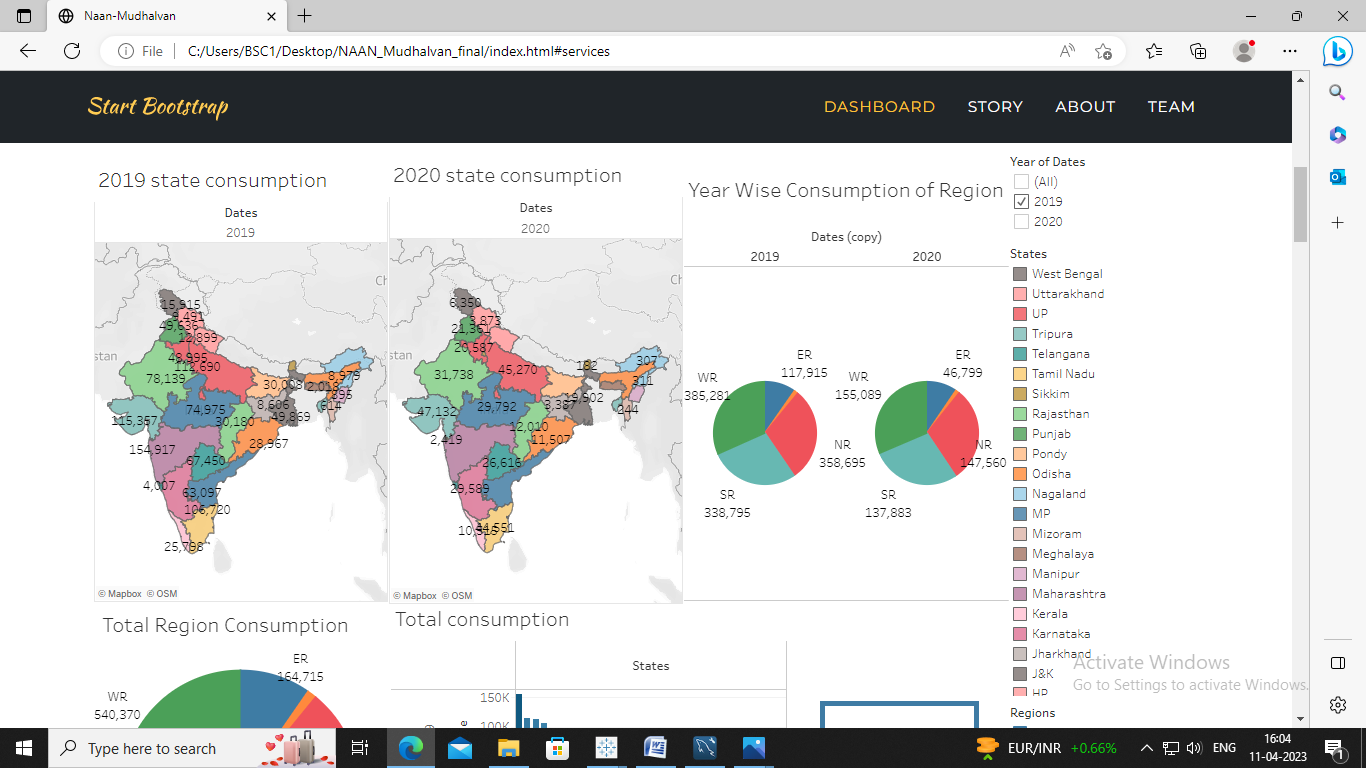 Naan-Mudhalvan
File C:/Users/BSC1/Desktop/NAAN_Mudhalvan_final/index.html#services
Start Bootstrap
DASHBOARD STORY ABOUT TEAM
2019 state consumption
Dates
2019
15,915
9,491
49,636
12,899
48,995
112,690
78,139
30,008
8,979
2,018
895
614
8,606
49,869
74,975
30,180
115,357
28,967
154,917
67,450
4,007
63,097
106,720
25,798
© Mapbox © OSM
2020 state consumption
Dates
2020
stan
6,350
3,873
21,361
20,587
45,270
31,738
182
307
311
244
3,387
19,902
29,792
47,132
12,010
11,507
2,419
26,616
29,589
10,515
44,551
© Mapbox © OSM
Year Wise Consumption of Region
Dates (copy)
2019 2020
ER
117,915
WR
385,281
NR
358,695
SR
338,795
ER
46,799
WR
155,089
NR
147,560
SR
137,883
Year of Dates
(All)
2019
2020
States
West Bengal
Uttarakhand
UP
Tripura
Telangana
Tamil Nadu
Sikkim
Rajasthan
Punjab
Pondy
Odisha
Nagaland
MP
Mizoram
Meghalaya
Manipur
Maharashtra
Kerala
Karnataka
Jharkhand
J&K
HP
Regions
Total Region Consumption
ER
164,715
WR
540,370
Total consumption
States
150K
100K
Activate Windows
Go to Settings to activate Windows.
Type here to search
EUR/INR +0.66%
ENG
16:04
11-04-2023
1